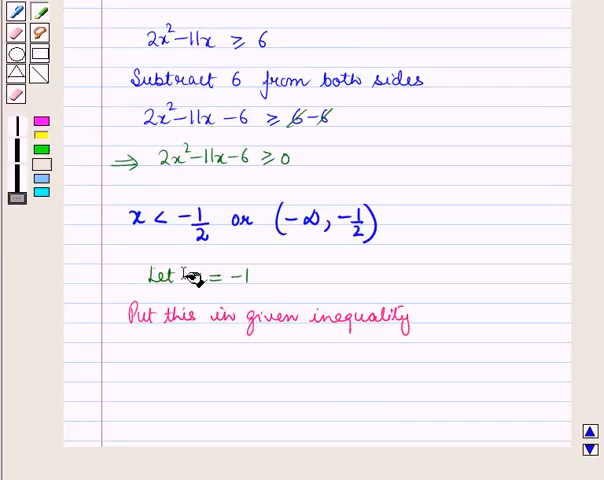 2x² - 11x ≥ 6
Subtract 6 from both sides
2x² - 11x - 6 ≥ 6 - 6
⇒ 2x² - 11x - 6 ≥ 0
x < -1/2 or (-∞, -1/2)
Let = -1
Put this in given inequality